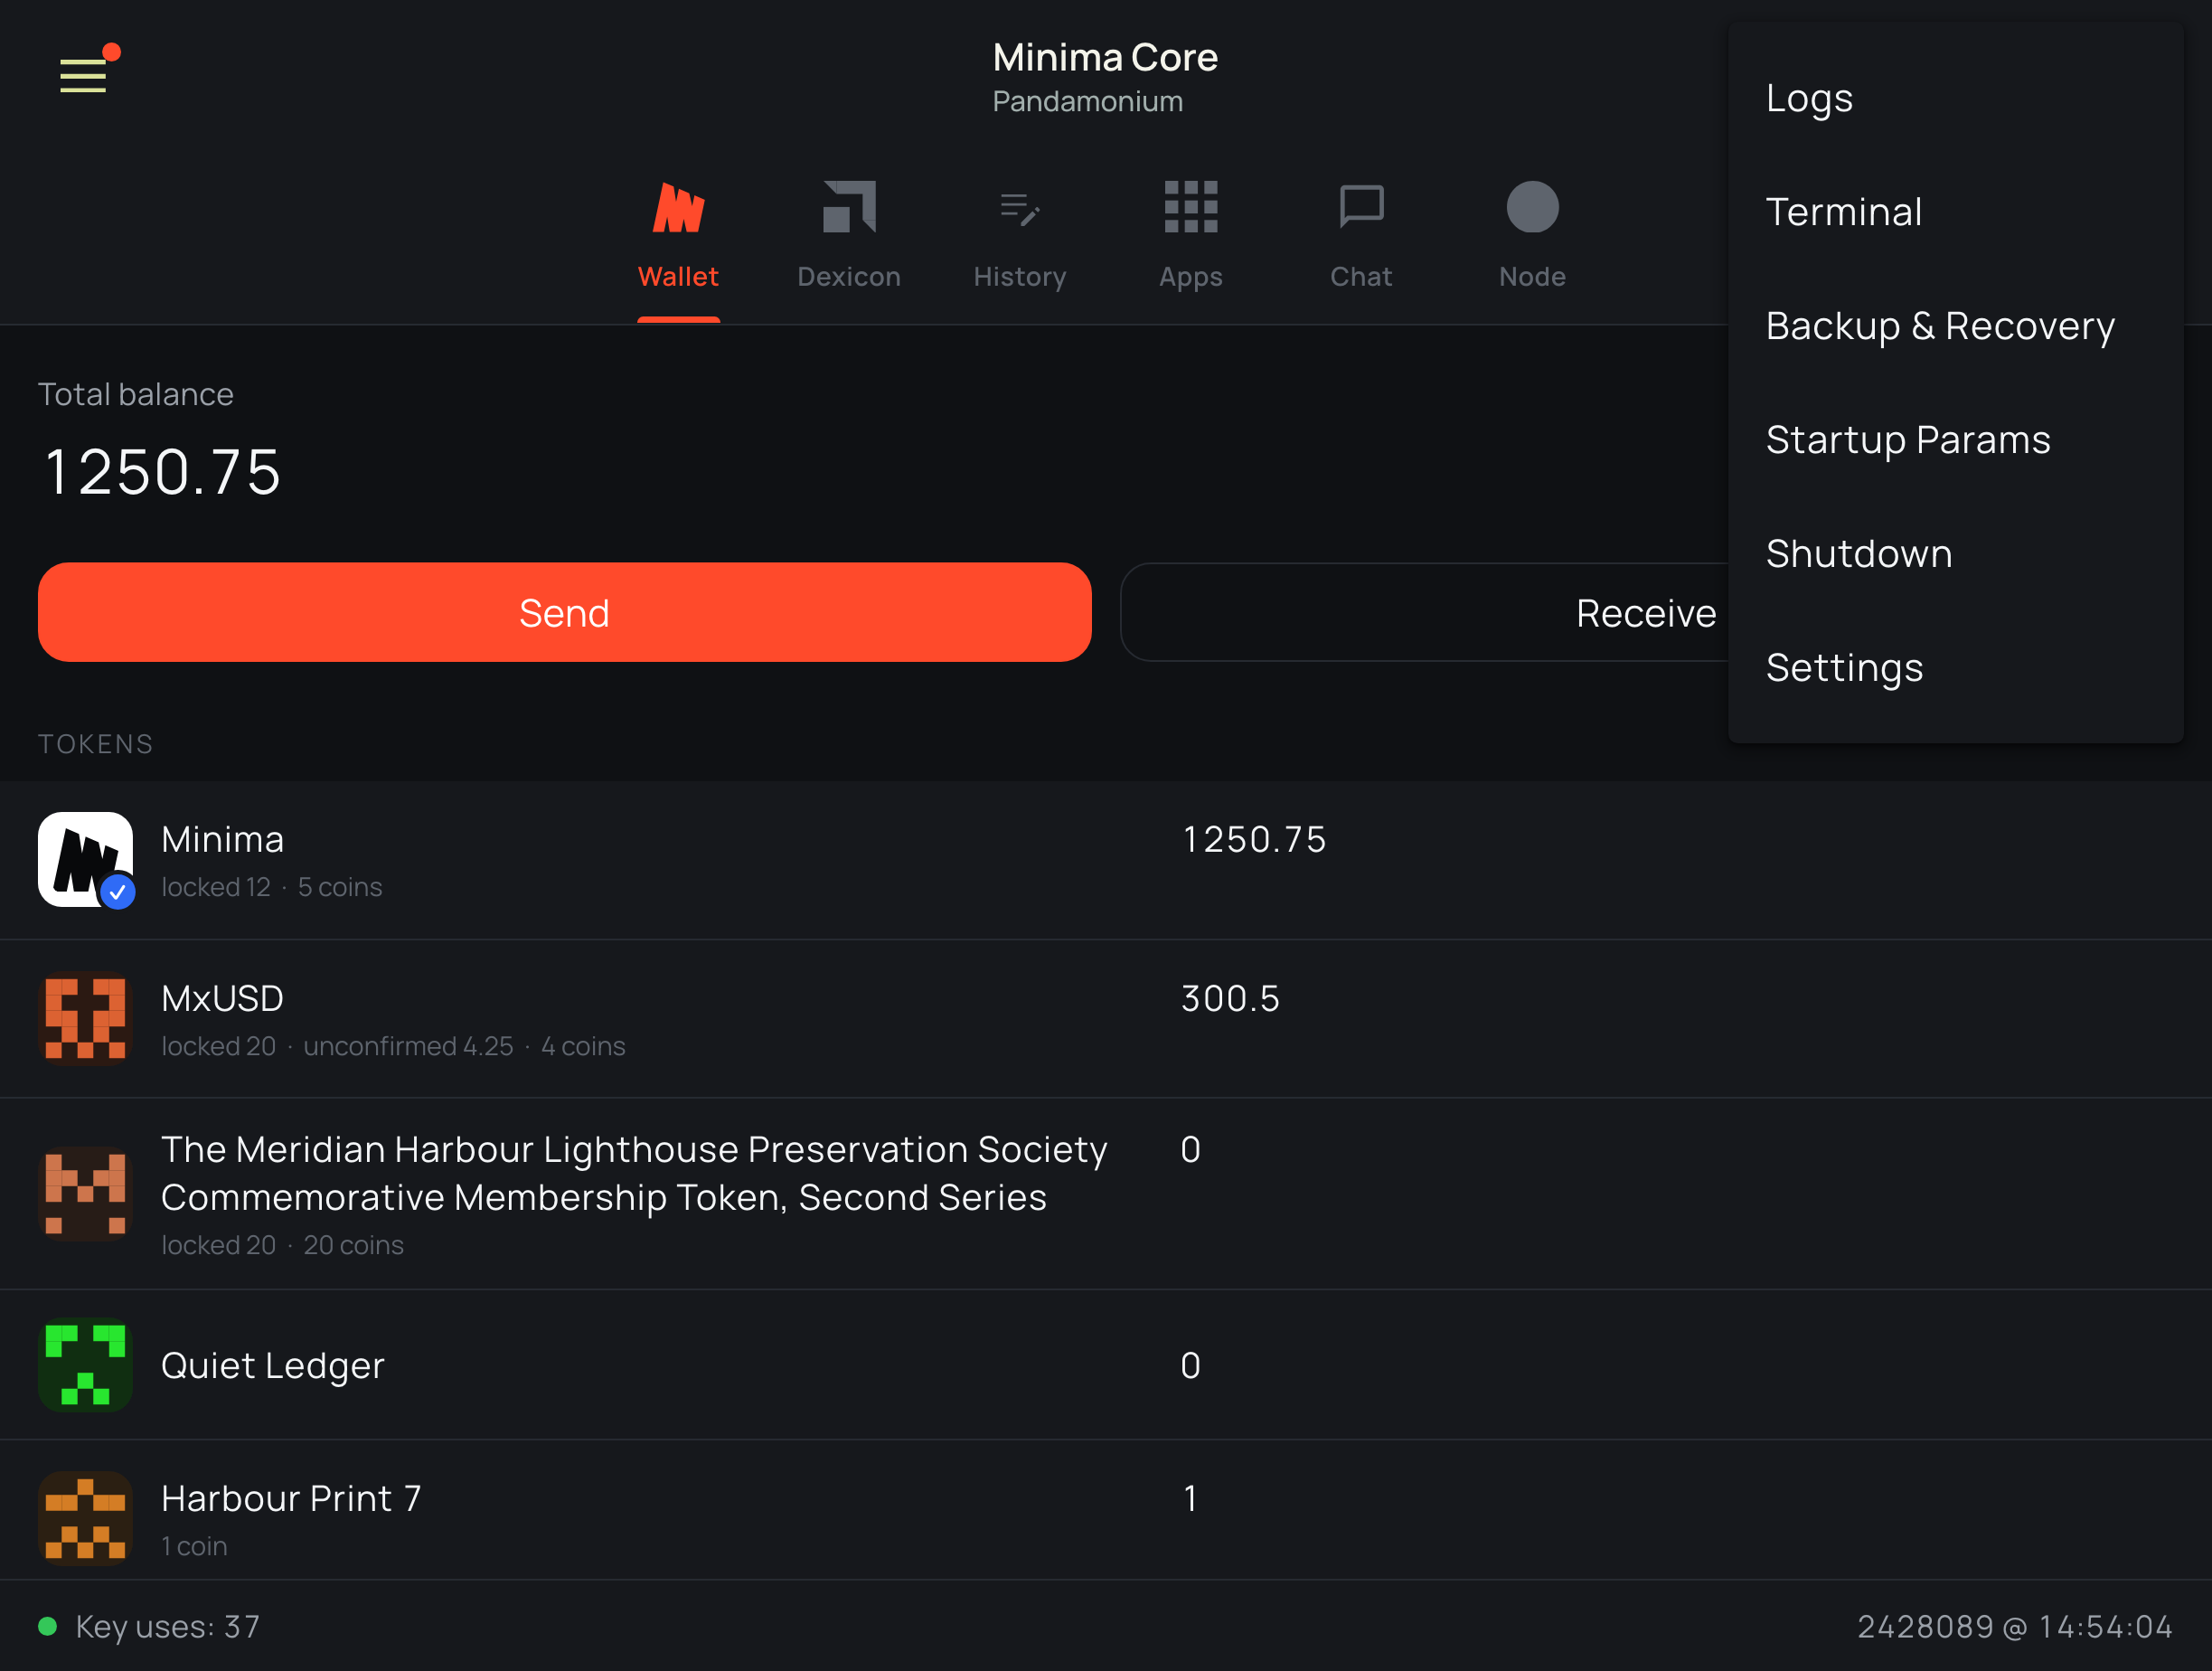 Minima Core
Pandamonium
Wallet
Dexicon
History
Apps
Chat
Node
Logs
Terminal
Backup & Recovery
Startup Params
Shutdown
Settings
Total balance
1250.75
Send
Receive
TOKENS
Minima
1250.75
locked 12 · 5 coins
MxUSD
300.5
locked 20 · unconfirmed 4.25 · 4 coins
The Meridian Harbour Lighthouse Preservation Society
Commemorative Membership Token, Second Series
0
locked 20 · 20 coins
Quiet Ledger
0
Harbour Print 7
1
1 coin
Key uses: 37
2428089 @ 14:54:04